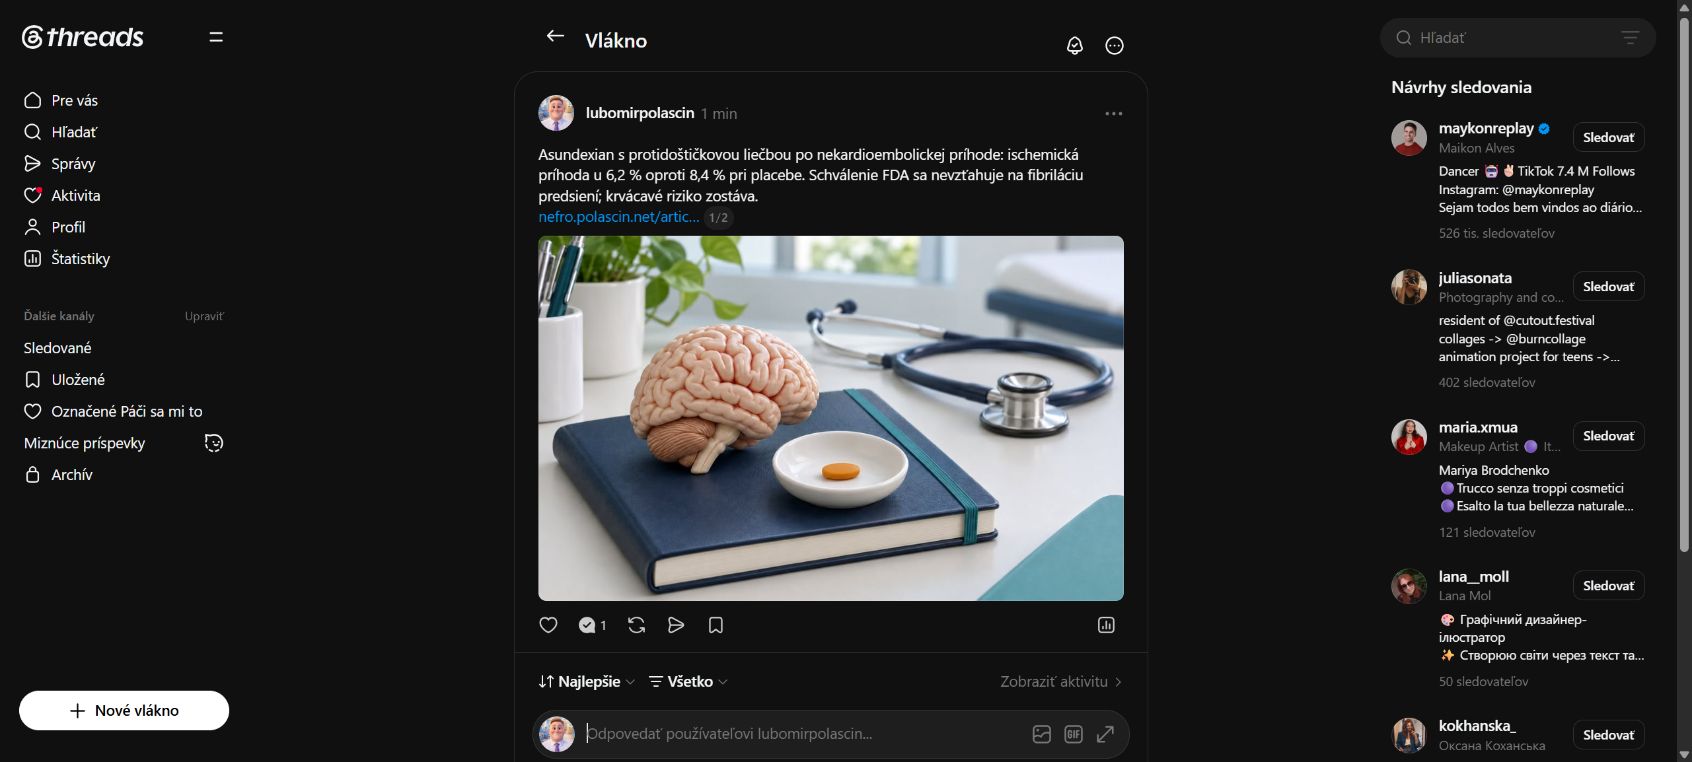 threads
Pre vás
Hľadať
Správy
Aktivita
Profil
Štatistiky
Ďalšie kanály
Upraviť
Sledované
Uložené
Označené Páči sa mi to
Miznúce príspevky
Archív
Nové vlákno
Vlákno
lubomirpolascin 1 min
Asundexian s protidoštičkovou liečbou po nekardioembolickej príhode: ischemická
príhoda u 6,2 % oproti 8,4 % pri placebe. Schválenie FDA sa nevzťahuje na fibriláciu
predsiení; krvácavé riziko zostáva.
nefro.polascin.net/artic... 1/2
1
Najlepšie
Všetko
Zobraziť aktivitu
Odpovedať používateľovi lubomirpolascin...
GIF
Hľadať
Návrhy sledovania
maykonreplay
Sledovať
Maikon Alves
Dancer 🤖✌🏻TikTok 7.4 M Follows
Instagram: @maykonreplay
Sejam todos bem vindos ao diário...
526 tis. sledovateľov
juliasonata
Sledovať
Photography and co...
resident of @cutout.festival
collages -> @burncollage
animation project for teens ->...
402 sledovateľov
maria.xmua
Sledovať
Makeup Artist 🟣 It...
Mariya Brodchenko
🟣Trucco senza troppi cosmetici
🟣Esalto la tua bellezza naturale...
121 sledovateľov
lana__moll
Sledovať
Lana Mol
🎨 Графічний дизайнер-
ілюстратор
✨ Створюю світи через текст та...
50 sledovateľov
kokhanska_
Sledovať
Оксана Коханська